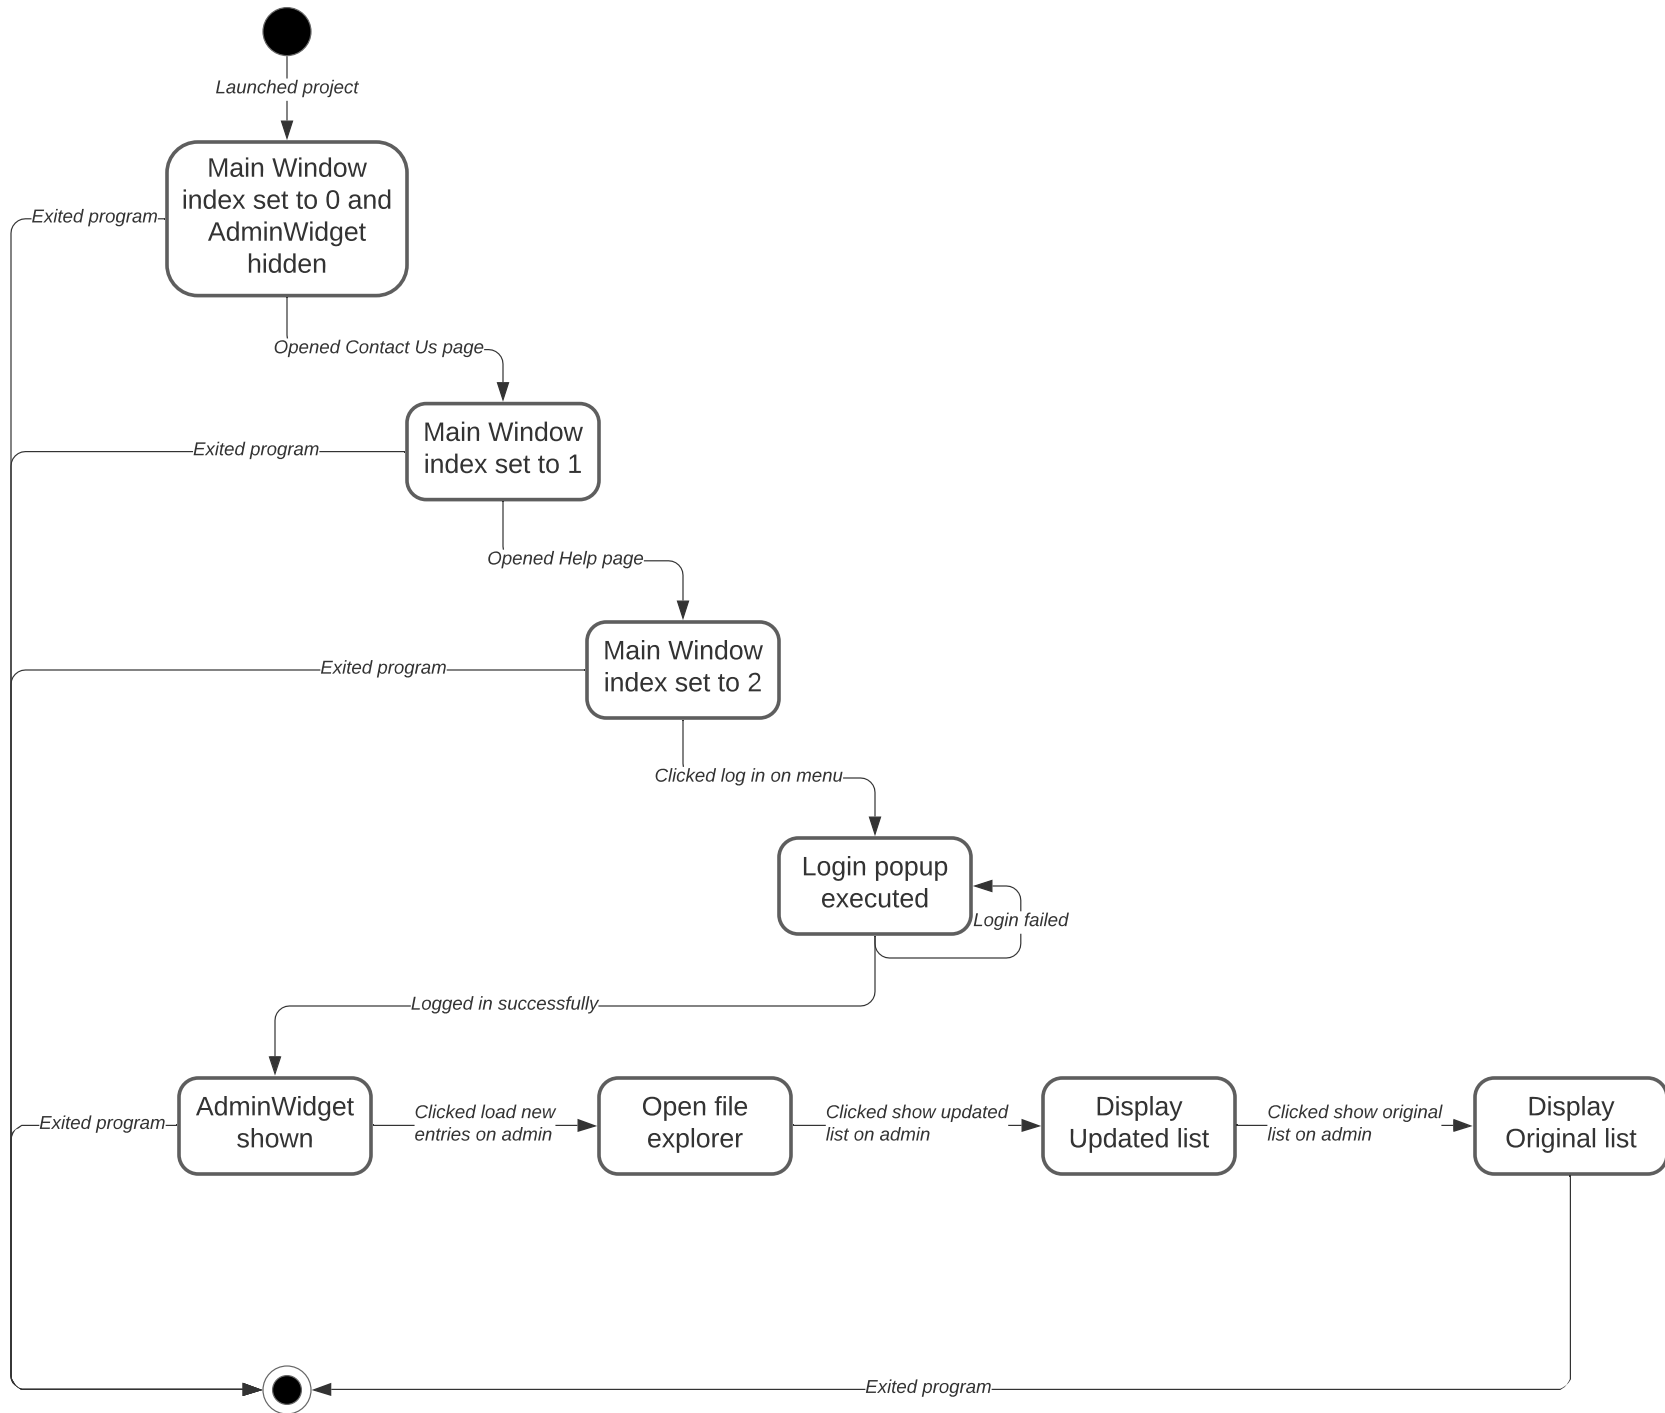 Launched project
Main Window
index set to 0 and
AdminWidget
hidden
Exited program
Opened Contact Us page
Main Window
index set to 1
Exited program
Opened Help page
Main Window
index set to 2
Exited program
Clicked log in on menu
Login popup
executed
Login failed
Logged in successfully
Exited program
AdminWidget
shown
Clicked load new
entries on admin
Open file
explorer
Clicked show updated
list on admin
Display
Updated list
Clicked show original
list on admin
Display
Original list
Exited program